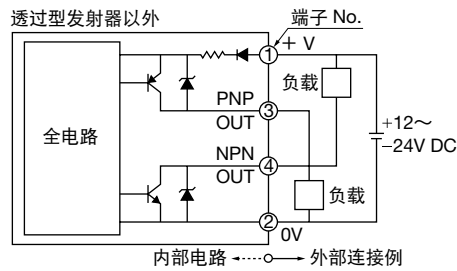 透过型发射器以外
端子 No.
① + V
负载
PNP
OUT
③
全电路
+12～
−24V DC
NPN
OUT
④
负载
② 0V
内部电路 外部连接例